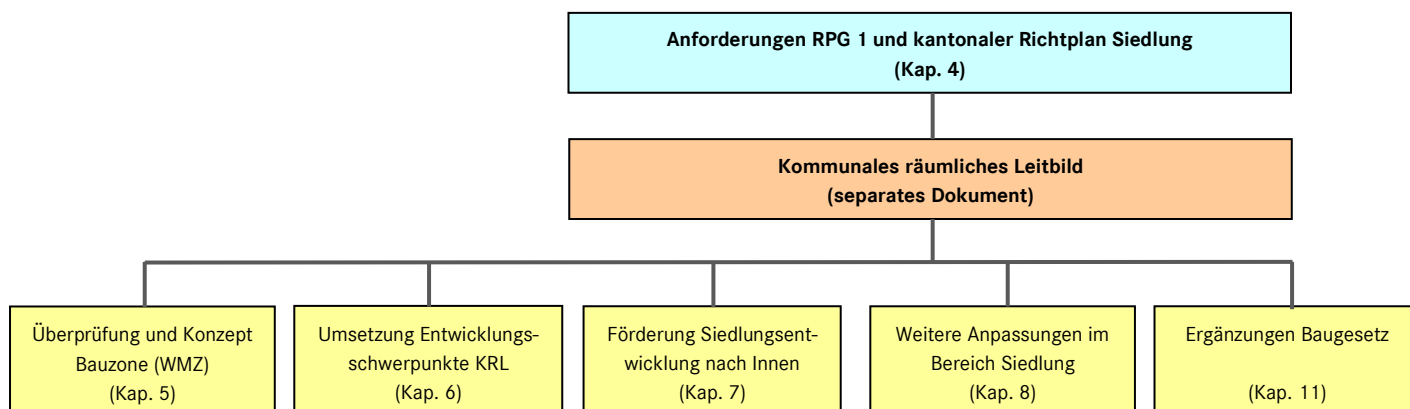 Anforderungen RPG 1 und kantonaler Richtplan Siedlung
(Kap. 4)
Kommunales räumliches Leitbild
(separates Dokument)
Überprüfung und Konzept
Bauzone (WMZ)
(Kap. 5)
Umsetzung Entwicklungs-
schwerpunkte KRL
(Kap. 6)
Förderung Siedlungsent-
wicklung nach Innen
(Kap. 7)
Weitere Anpassungen im
Bereich Siedlung
(Kap. 8)
Ergänzungen Baugesetz
(Kap. 11)